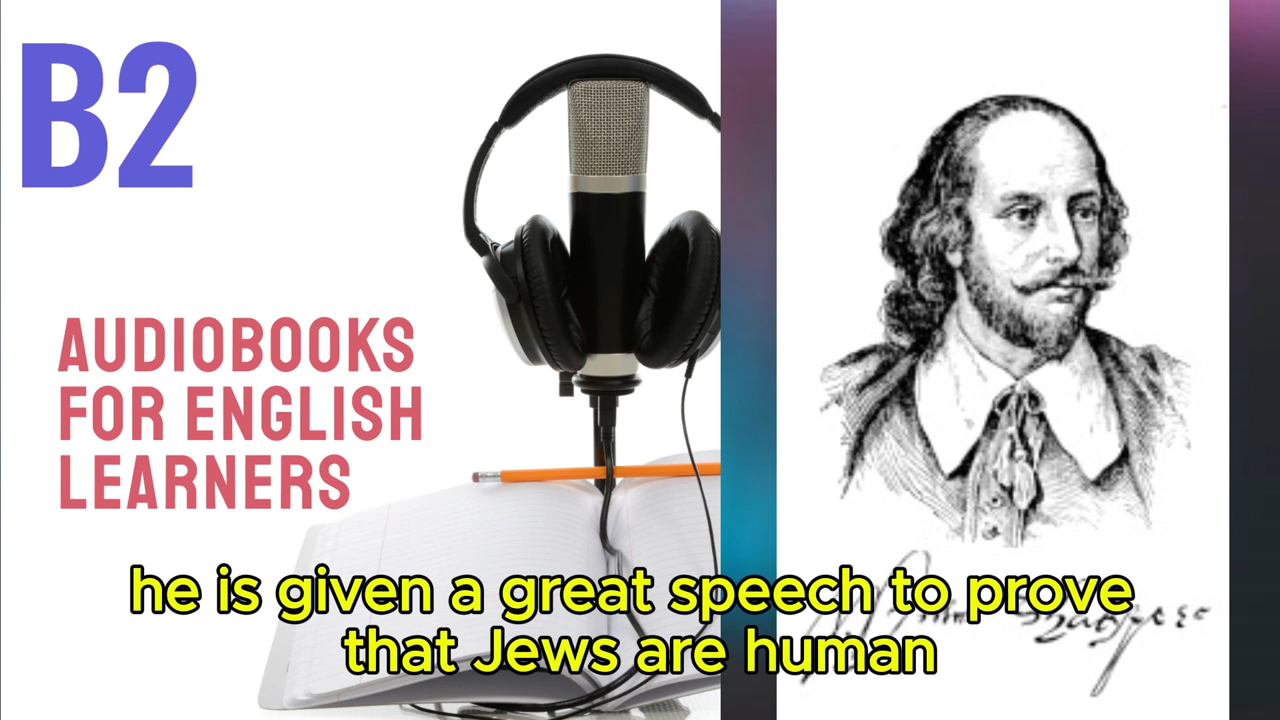 B2
AUDIOBOOKS
FOR ENGLISH
LEARNERS
he is given a great speech to prove
that Jews are human